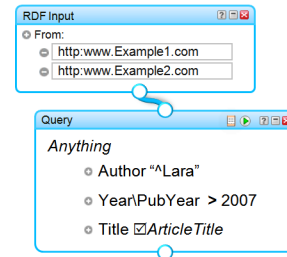 RDF Input
From:
http:www.Example1.com
http:www.Example2.com
Query
Anything
Author “^Lara”
Year\PubYear > 2007
Title ☑ArticleTitle